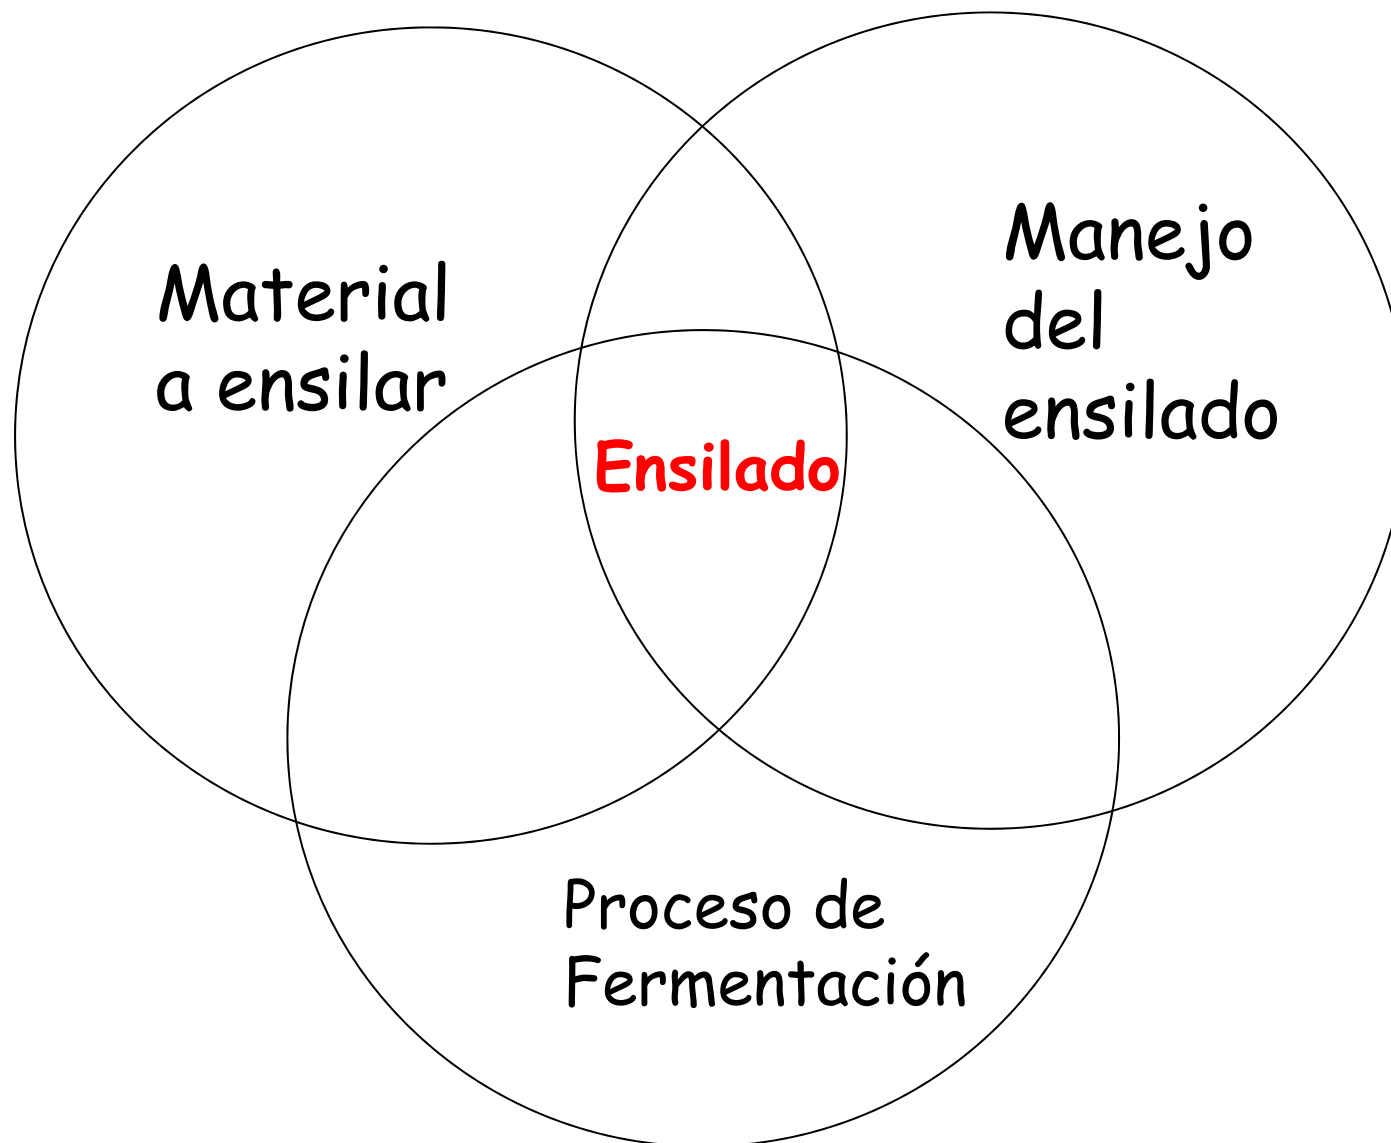 Material
a ensilar
Manejo
del
ensilado
Ensilado
Proceso de
Fermentación